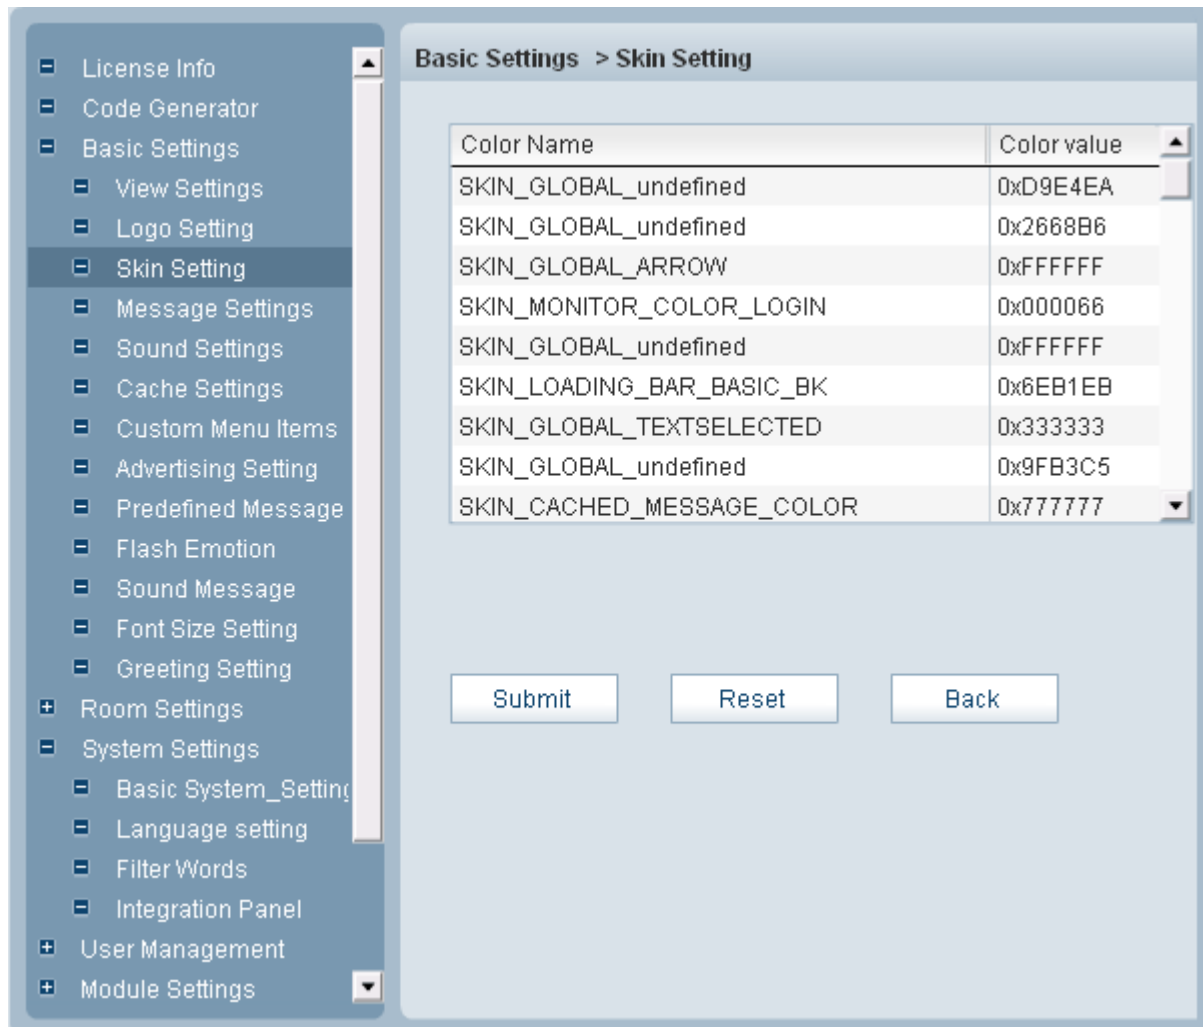 License Info
Code Generator
Basic Settings
View Settings
Logo Setting
Skin Setting
Message Settings
Sound Settings
Cache Settings
Custom Menu Items
Advertising Setting
Predefined Message
Flash Emotion
Sound Message
Font Size Setting
Greeting Setting
Room Settings
System Settings
Basic System_Setting
Language setting
Filter Words
Integration Panel
User Management
Module Settings
Basic Settings > Skin Setting
Color Name Color value
SKIN_GLOBAL_undefined 0xD9E4EA
SKIN_GLOBAL_undefined 0x2668B6
SKIN_GLOBAL_ARROW 0xFFFFFF
SKIN_MONITOR_COLOR_LOGIN 0x000066
SKIN_GLOBAL_undefined 0xFFFFFF
SKIN_LOADING_BAR_BASIC_BK 0x6EB1EB
SKIN_GLOBAL_TEXTSELECTED 0x333333
SKIN_GLOBAL_undefined 0x9FB3C5
SKIN_CACHED_MESSAGE_COLOR 0x777777
Submit Reset Back